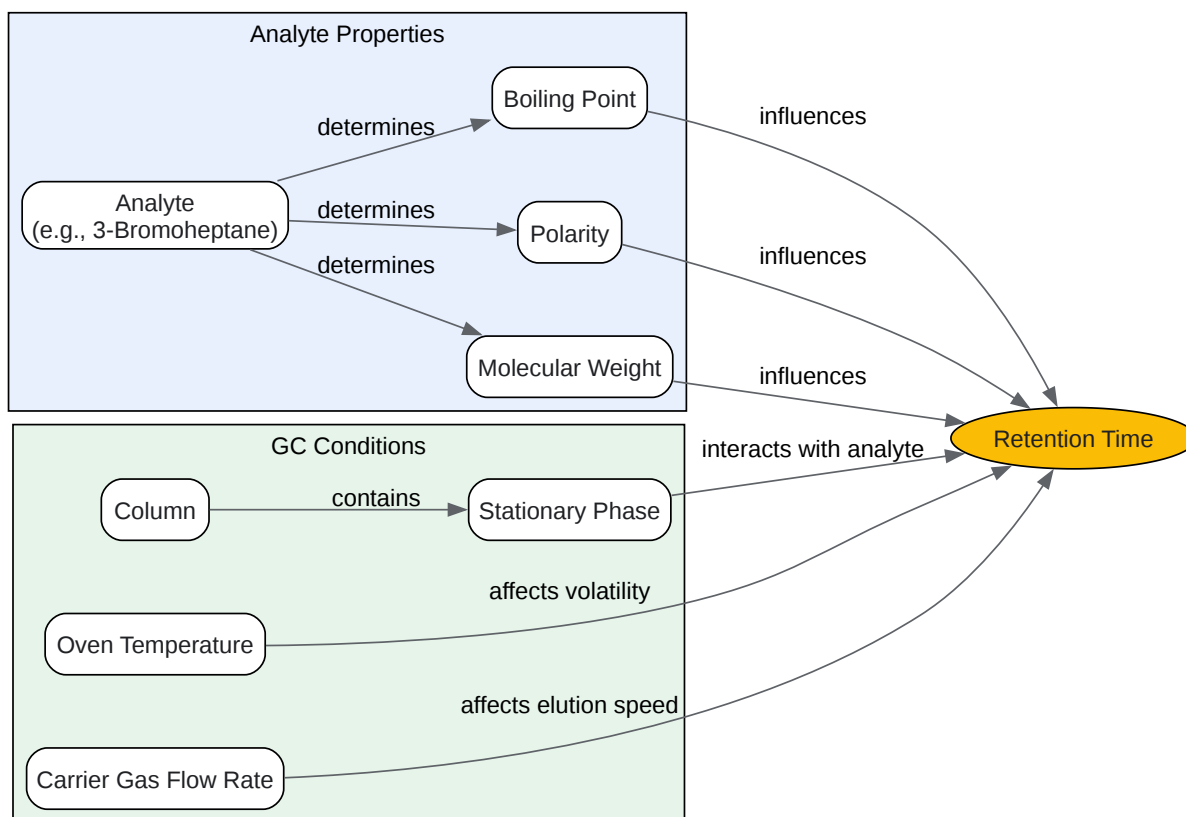 Analyte Properties
Boiling Point
influences
determines
Analyte
(e.g., 3-Bromoheptane)
determines
Polarity
influences
determines
Molecular Weight
influences
Retention Time
GC Conditions
interacts with analyte
Column
contains
Stationary Phase
affects volatility
Oven Temperature
affects elution speed
Carrier Gas Flow Rate